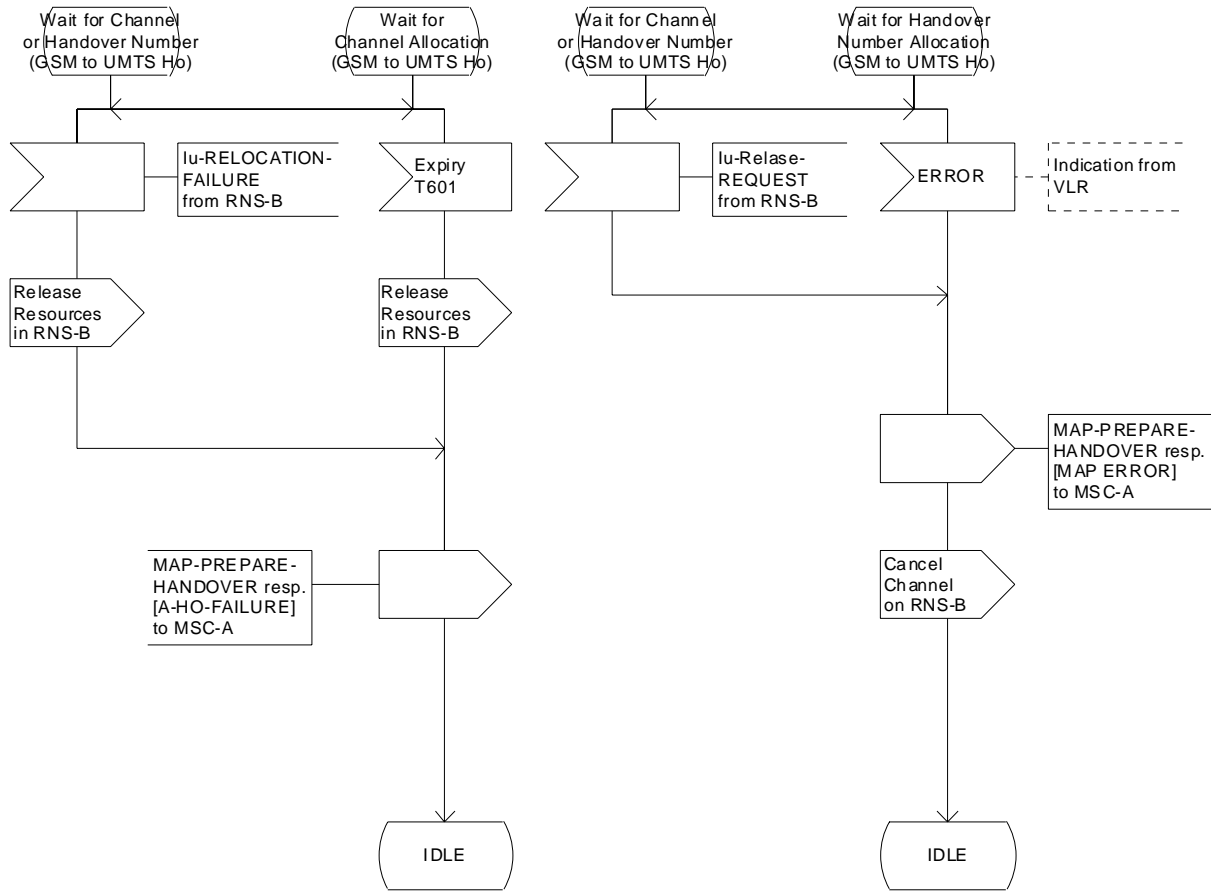 Wait for Channel
or Handover Number
(GSM to UMTS Ho)
Wait for
Channel Allocation
(GSM to UMTS Ho)
Wait for Channel
or Handover Number
(GSM to UMTS Ho)
Wait for Handover
Number Allocation
(GSM to UMTS Ho)
Iu-RELOCATION-
FAILURE
from RNS-B
Expiry
T601
Iu-Relase-
REQUEST
from RNS-B
ERROR
Indication from
VLR
Release
Resources
in RNS-B
Release
Resources
in RNS-B
MAP-PREPARE-
HANDOVER resp.
[MAP ERROR]
to MSC-A
MAP-PREPARE-
HANDOVER resp.
[A-HO-FAILURE]
to MSC-A
Cancel
Channel
on RNS-B
IDLE
IDLE